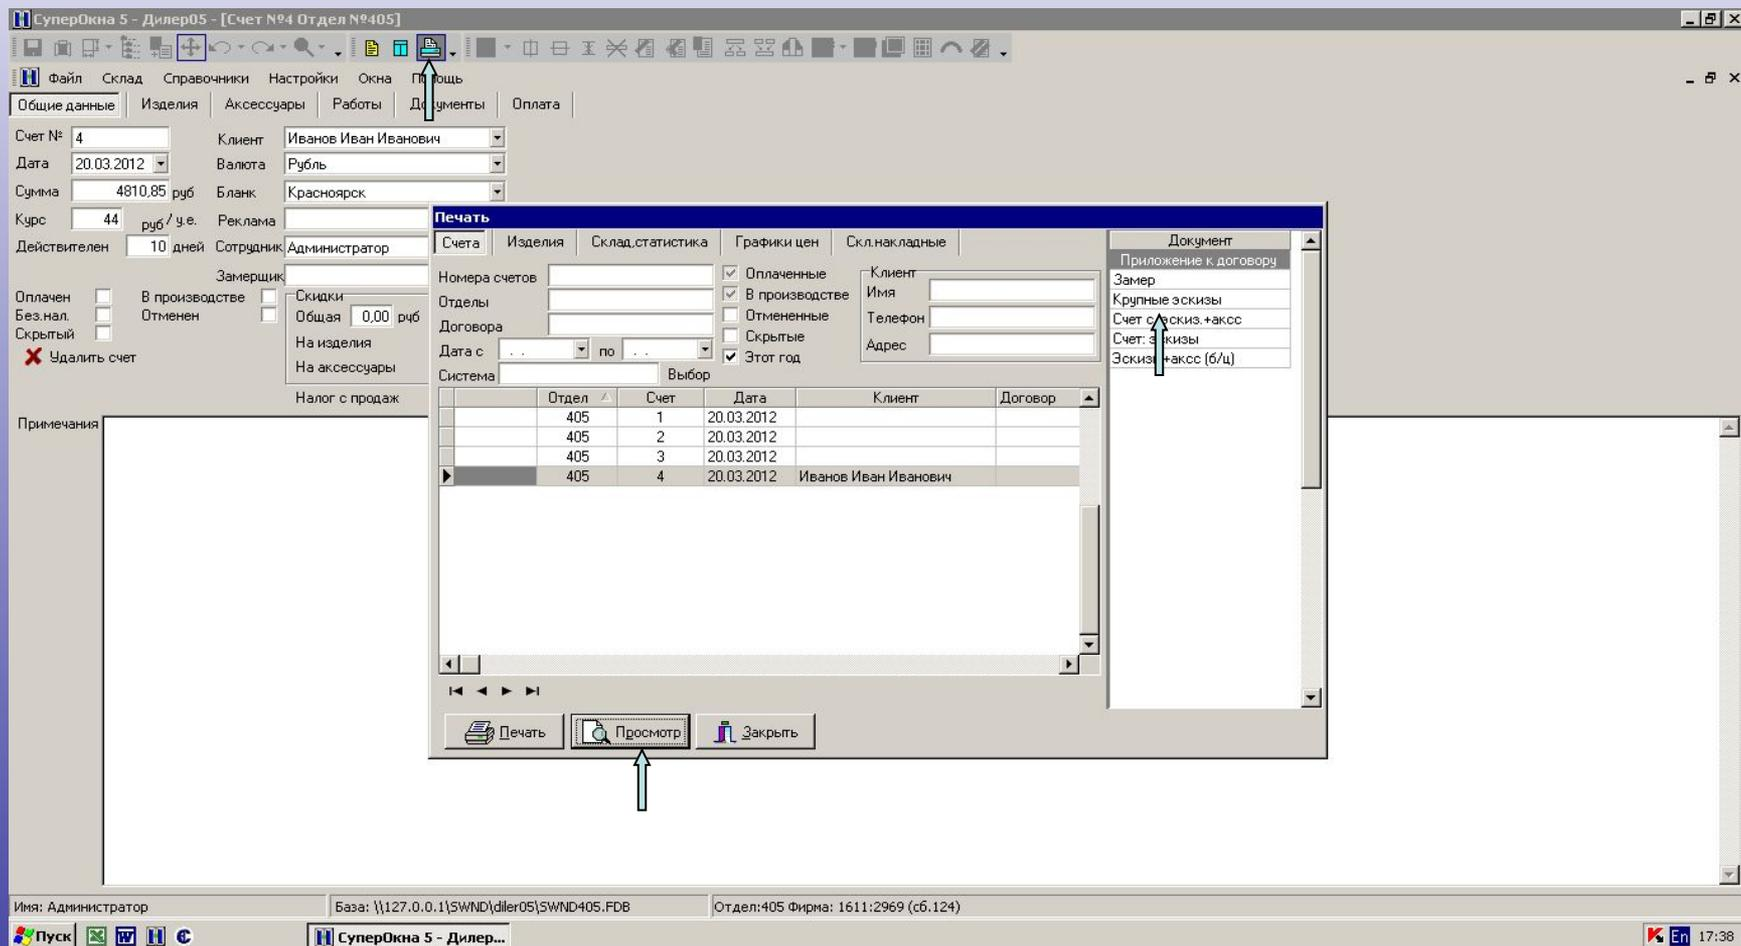 СуперОкна 5 - Дилер05 - [Счет №4 Отдел №405]
Файл Склад Справочники Настройки Окна Помощь
Общие данные Изделия Аксессуары Работы Документы Оплата
Счет № 4 Клиент Иванов Иван Иванович
Дата 20.03.2012 Валюта Рубль
Сумма 4810,85 руб Бланк Красноярск
Курс 44 руб / у.е. Реклама
Действителен 10 дней Сотрудник Администратор
Замерщик
Оплачен В производстве Скидки
Без.нал. Отменен Общая 0,00 руб
Скрытый На изделия
Удалить счет На аксессуары
Налог с продаж
Примечания
Печать
Счета Изделия Склад,статистика Графики цен Скл.накладные
Номера счетов Оплаченные Клиент
Отделы В производстве Имя
Договора Отмененные Телефон
Скрытые
Дата с . . по . . Этот год Адрес
Система Выбор
Отдел Счет Дата Клиент Договор
405 1 20.03.2012
405 2 20.03.2012
405 3 20.03.2012
405 4 20.03.2012 Иванов Иван Иванович
Печать Просмотр Закрыть
Документ
Приложение к договору
Замер
Крупные эскизы
Счет с эскиз.+аксс
Счет: эскизы
Эскизы+аксс (б/ц)
Имя: Администратор База: \\127.0.0.1\SWND\diler05\SWND405.FDB Отдел:405 Фирма: 1611:2969 (сб.124)
Пуск СуперОкна 5 - Дилер... En 17:38